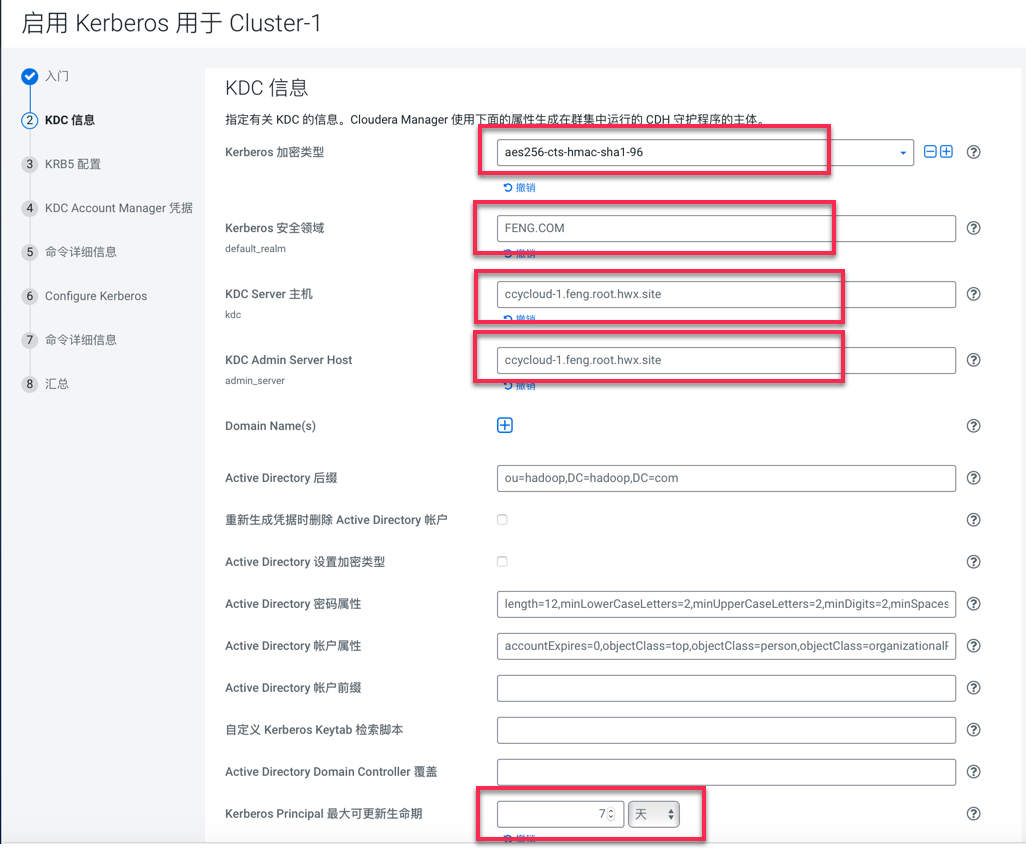 启用 Kerberos 用于 Cluster-1
入门
2 KDC 信息
3 KRB5 配置
4 KDC Account Manager 凭据
5 命令详细信息
6 Configure Kerberos
7 命令详细信息
8 汇总
KDC 信息
指定有关 KDC 的信息。Cloudera Manager 使用下面的属性生成在群集中运行的 CDH 守护程序的主体。
Kerberos 加密类型
aes256-cts-hmac-sha1-96
撤销
Kerberos 安全领域
default_realm
FENG.COM
撤销
KDC Server 主机
kdc
ccycloud-1.feng.root.hwx.site
撤销
KDC Admin Server Host
admin_server
ccycloud-1.feng.root.hwx.site
撤销
Domain Name(s)
Active Directory 后缀
ou=hadoop,DC=hadoop,DC=com
重新生成凭据时删除 Active Directory 帐户
Active Directory 设置加密类型
Active Directory 密码属性
length=12,minLowerCaseLetters=2,minUpperCaseLetters=2,minDigits=2,minSpaces
Active Directory 帐户属性
accountExpires=0,objectClass=top,objectClass=person,objectClass=organizationalP
Active Directory 帐户前缀
自定义 Kerberos Keytab 检索脚本
Active Directory Domain Controller 覆盖
Kerberos Principal 最大可更新生命期
7 天
撤销